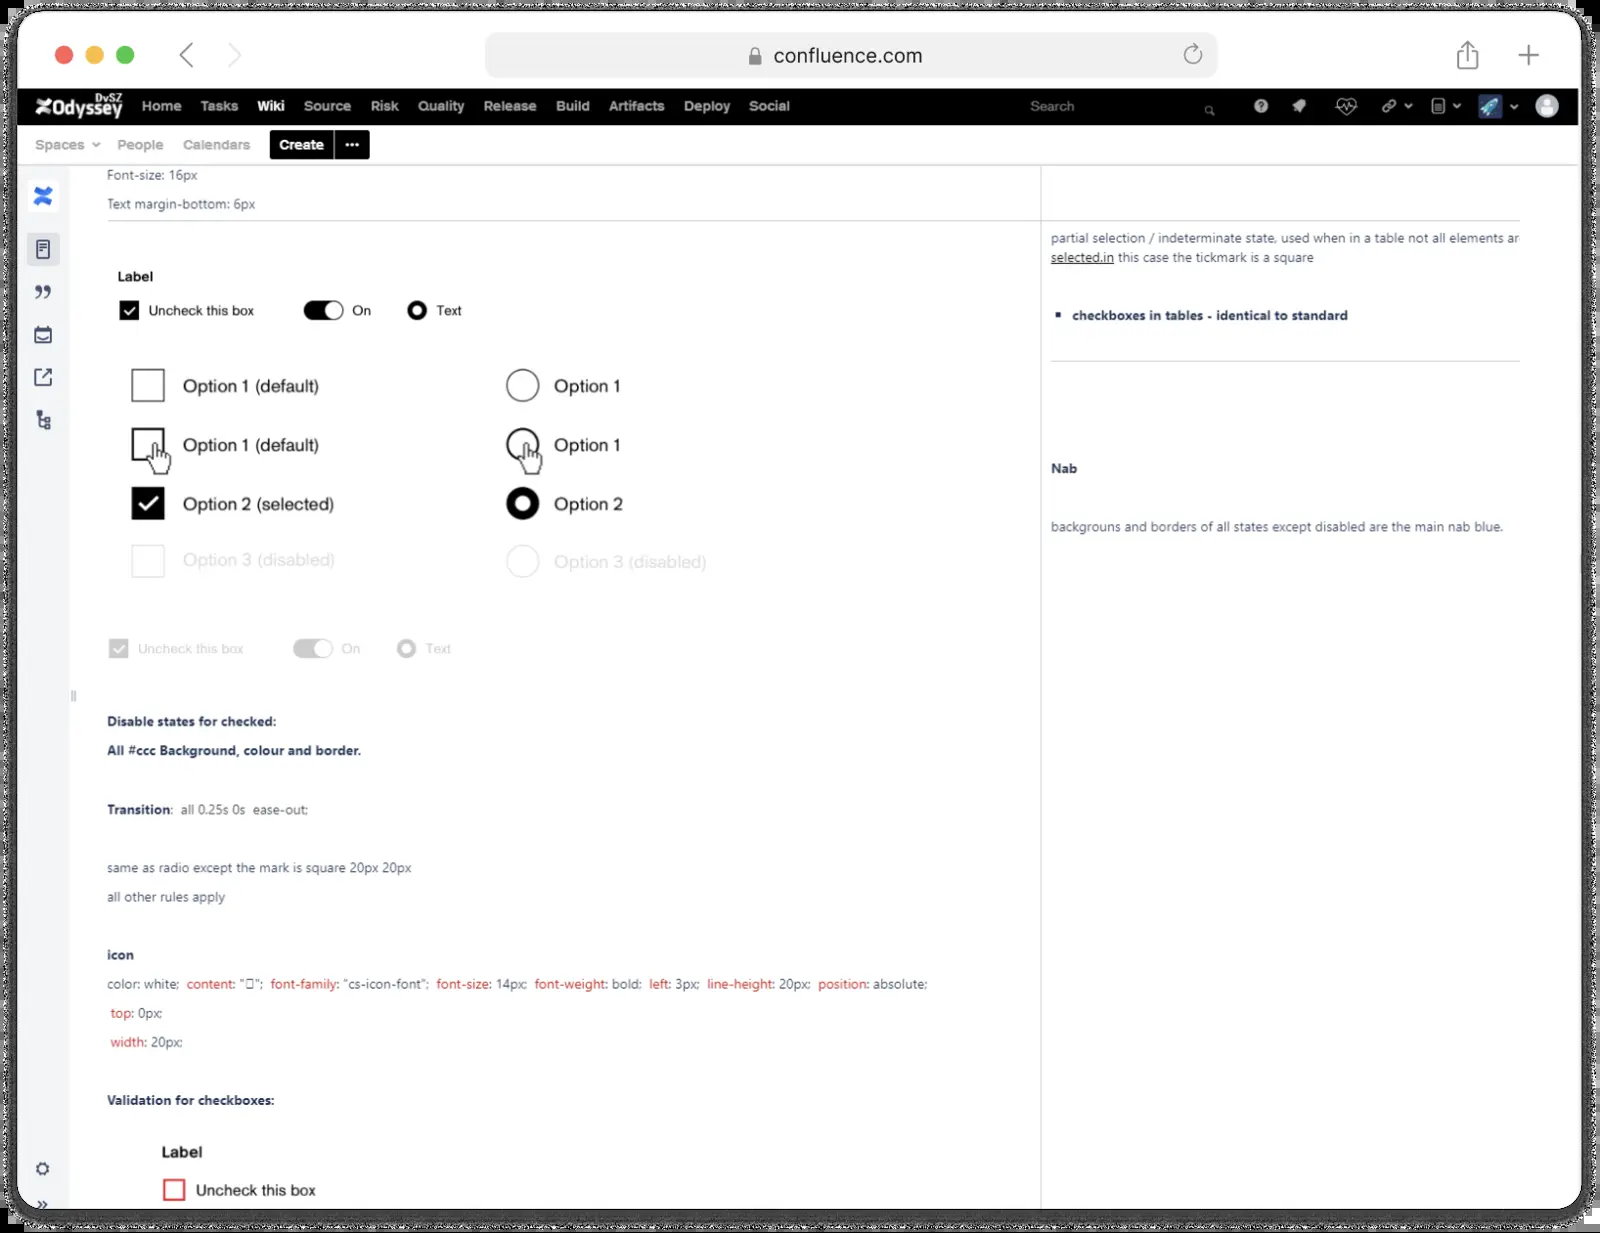 confluence.com
DvSZ
Odyssey Home Tasks Wiki Source Risk Quality Release Build Artifacts Deploy Social Search
Spaces People Calendars Create
Font-size: 16px
Text margin-bottom: 6px
Label
Uncheck this box On Text
Option 1 (default) Option 1
Option 1 (default) Option 1
Option 2 (selected) Option 2
Option 3 (disabled) Option 3 (disabled)
Uncheck this box On Text
Disable states for checked:
All #ccc Background, colour and border.
Transition: all 0.25s 0s ease-out;
same as radio except the mark is square 20px 20px
all other rules apply
icon
color: white; content: "▯"; font-family: "cs-icon-font"; font-size: 14px; font-weight: bold; left: 3px; line-height: 20px; position: absolute;
top: 0px;
width: 20px;
Validation for checkboxes:
Label
Uncheck this box
partial selection / indeterminate state, used when in a table not all elements ar
selected.in this case the tickmark is a square
checkboxes in tables - identical to standard
Nab
backgrouns and borders of all states except disabled are the main nab blue.